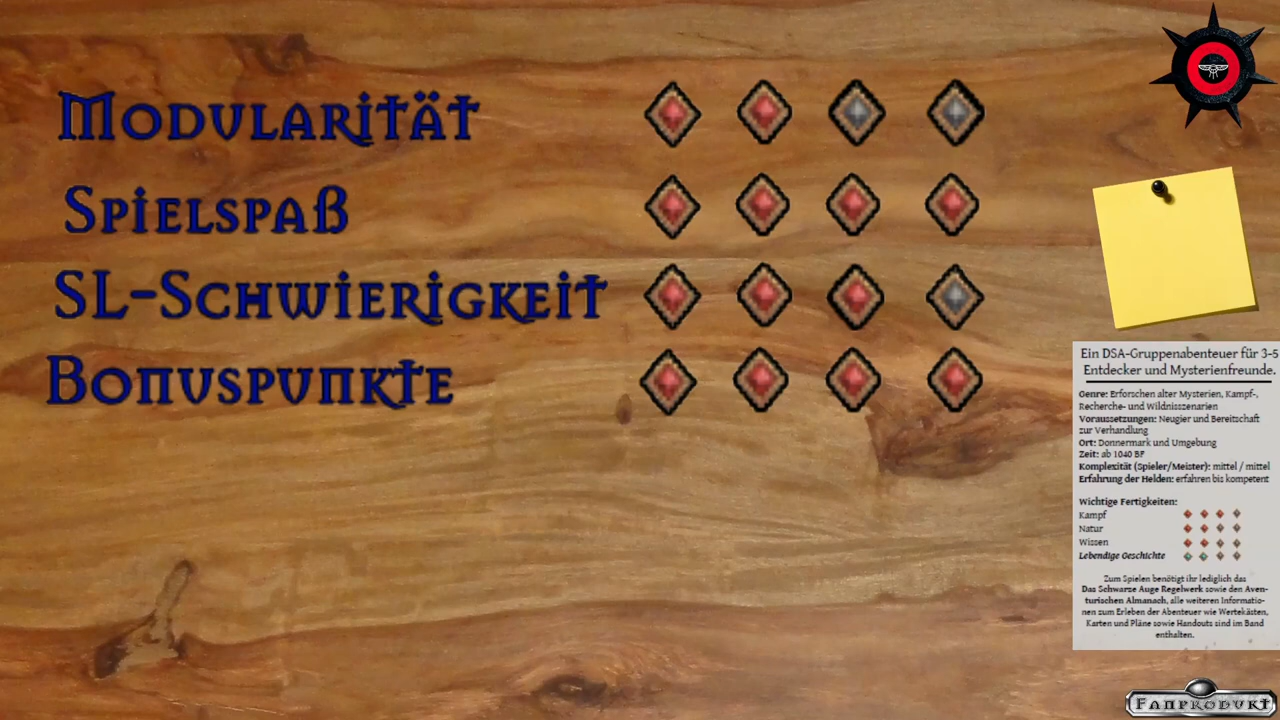 Modularität
Spielspaß
SL-Schwierigkeit
Bonuspunkte
Ein DSA-Gruppenabenteuer für 3-5
Entdecker und Mysterienfreunde.
Genre: Erforschen alter Mysterien, Kampf-,
Recherche- und Wildnisszenarien
Voraussetzungen: Neugier und Bereitschaft
zur Verhandlung
Ort: Donnermark und Umgebung
Zeit: ab 1040 BF
Komplexität (Spieler/Meister): mittel / mittel
Erfahrung der Helden: erfahren bis kompetent
Wichtige Fertigkeiten:
Kampf
Natur
Wissen
Lebendige Geschichte
Zum Spielen benötigt ihr lediglich das
Das Schwarze Auge Regelwerk sowie den Aven-
turischen Almanach, alle weiteren Informatio-
nen zum Erleben der Abenteuer wie Wertekästen,
Karten und Pläne sowie Handouts sind im Band
enthalten.
Fanprodukt